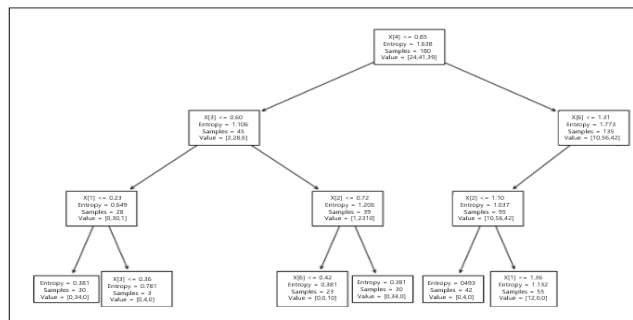 X[4] <= 0.85
Entropy = 1.638
Samples = 180
Value = [24,41,39]
X[3] <= 0.60
Entropy = 1.106
Samples = 45
Value = [2,28,6]
X[6] <= 1.31
Entropy = 1.773
Samples = 135
Value = [10,56,42]
X[1] <= 0.23
Entropy = 0.649
Samples = 28
Value = [0,30,1]
X[2] <= 0.72
Entropy = 1.206
Samples = 39
Value = [1,2310]
X[2] <= 1.10
Entropy = 1.037
Samples = 95
Value = [10,56,42]
Entropy = 0.381
Samples = 30
Value = [0,34,0]
X[3] <= 0.36
Entropy = 0.781
Samples = 3
Value = [0,4,0]
X[6] <= 0.42
Entropy = 0.381
Samples = 23
Value = [0,0,10]
Entropy = 0.381
Samples = 30
Value = [0,34,0]
Entropy = 0493
Samples = 42
Value = [0,4,0]
X[1] <= 1.36
Entropy = 1.132
Samples = 55
Value = [12,0,0]